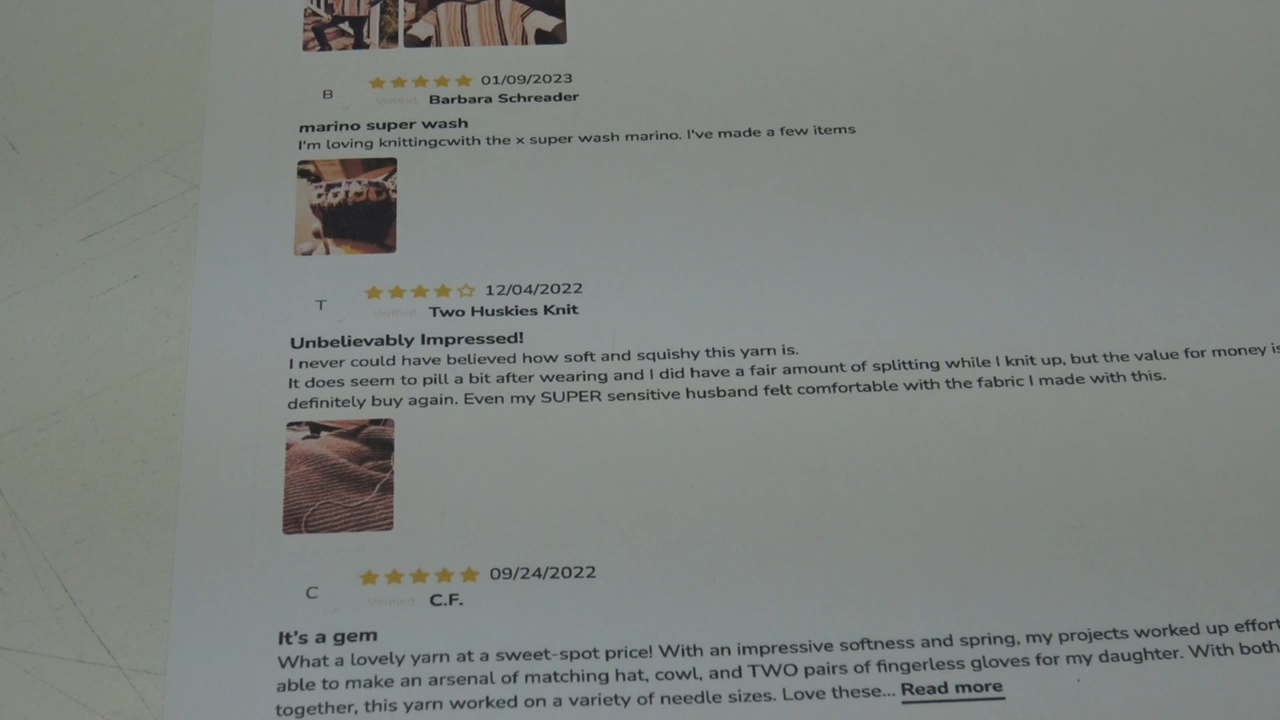 B
01/09/2023
Verified Barbara Schreader
marino super wash
I'm loving knittingcwith the x super wash marino. I've made a few items
T
12/04/2022
Verified Two Huskies Knit
Unbelievably Impressed!
I never could have believed how soft and squishy this yarn is.
It does seem to pill a bit after wearing and I did have a fair amount of splitting while I knit up, but the value for money is
definitely buy again. Even my SUPER sensitive husband felt comfortable with the fabric I made with this.
C
09/24/2022
Verified C.F.
It's a gem
What a lovely yarn at a sweet-spot price! With an impressive softness and spring, my projects worked up effort
able to make an arsenal of matching hat, cowl, and TWO pairs of fingerless gloves for my daughter. With both
together, this yarn worked on a variety of needle sizes. Love these... Read more